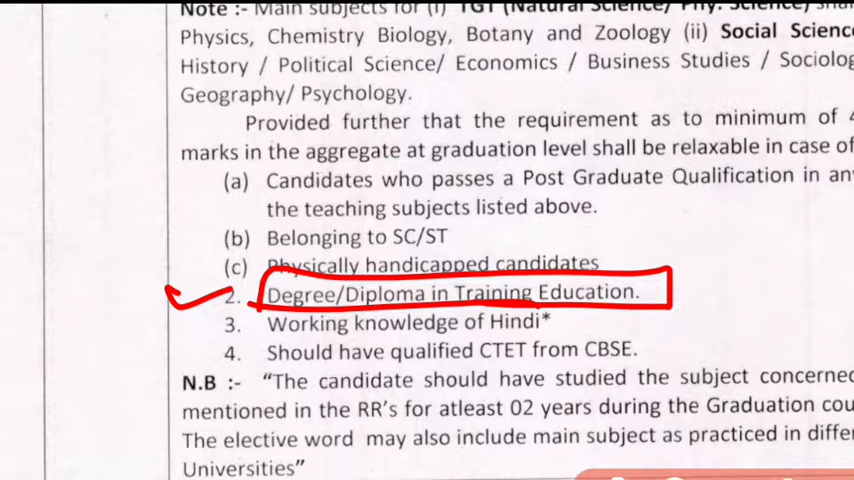 Note :- Main subjects for (i) TGT (Natural Science/ Phy. Science)
Physics, Chemistry Biology, Botany and Zoology (ii) Social
History / Political Science/ Economics / Business Studies /
Geography/ Psychology.
Provided further that the requirement as to minimum of
marks in the aggregate at graduation level shall be relaxable in case of
(a) Candidates who passes a Post Graduate Qualification in
the teaching subjects listed above.
(b) Belonging to SC/ST
(c) Physically handicapped candidates
2. Degree/Diploma in Training Education.
3. Working knowledge of Hindi*
4. Should have qualified CTET from CBSE.
N.B :- “The candidate should have studied the subject
mentioned in the RR’s for atleast 02 years during the Graduation
The elective word may also include main subject as practiced in
Universities”